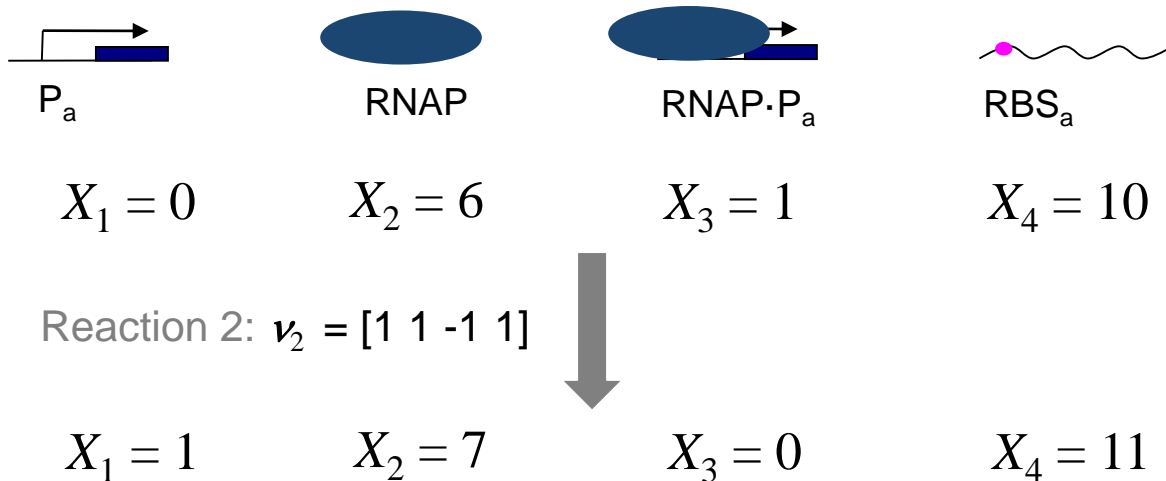 Pₐ RNAP RNAP·Pₐ RBSₐ
X₁ = 0 X₂ = 6 X₃ = 1 X₄ = 10
Reaction 2: ν₂ = [1 1 -1 1]
X₁ = 1 X₂ = 7 X₃ = 0 X₄ = 11